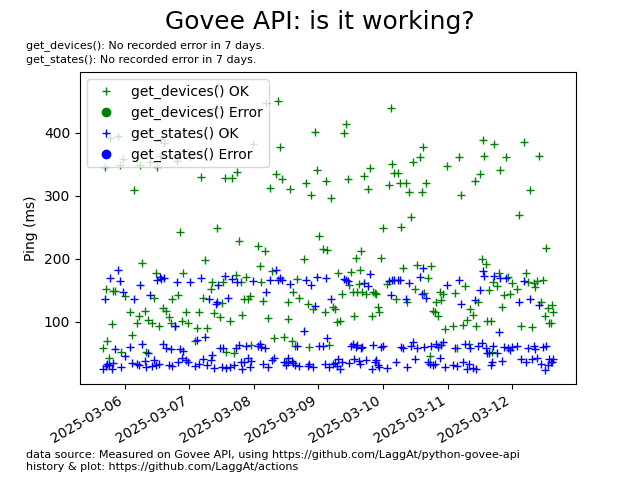 Govee API: is it working?
get_devices(): No recorded error in 7 days.
get_states(): No recorded error in 7 days.
get_devices() OK
get_devices() Error
get_states() OK
get_states() Error
Ping (ms)
400
300
200
100
2025-03-06
2025-03-07
2025-03-08
2025-03-09
2025-03-10
2025-03-11
2025-03-12
data source: Measured on Govee API, using https://github.com/LaggAt/python-govee-api
history & plot: https://github.com/LaggAt/actions